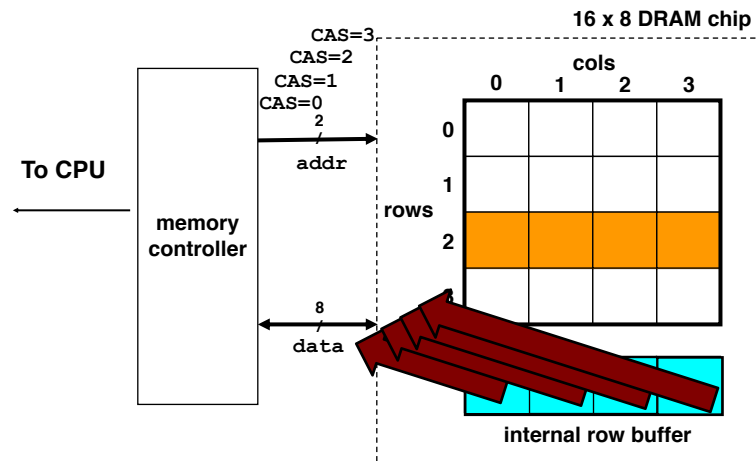 16 x 8 DRAM chip
CAS=3
CAS=2
CAS=1
CAS=0
cols
0 1 2 3
2
addr
To CPU
memory
controller
rows
0
1
2
8
data
internal row buffer